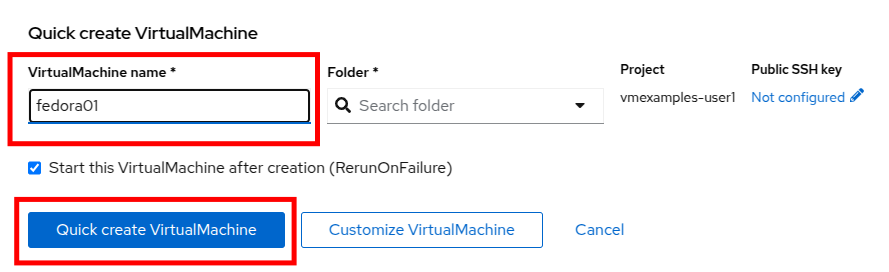 Quick create VirtualMachine
VirtualMachine name *
fedora01
Folder *
Search folder
Project
vmexamples-user1
Public SSH key
Not configured
Start this VirtualMachine after creation (RerunOnFailure)
Quick create VirtualMachine
Customize VirtualMachine
Cancel